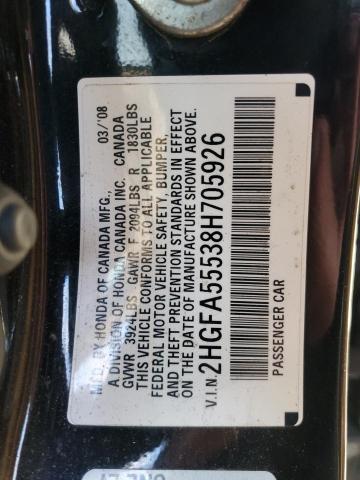 MFD. BY HONDA OF CANADA MFG., 03/'08
A DIVISION OF HONDA CANADA INC. CANADA
GVWR 3924LBS GAWR F 2094LBS R 1830LBS
THIS VEHICLE CONFORMS TO ALL APPLICABLE
FEDERAL MOTOR VEHICLE SAFETY, BUMPER,
AND THEFT PREVENTION STANDARDS IN EFFECT
ON THE DATE OF MANUFACTURE SHOWN ABOVE.
V.I.N. 2HGFA55538H705926
PASSENGER CAR